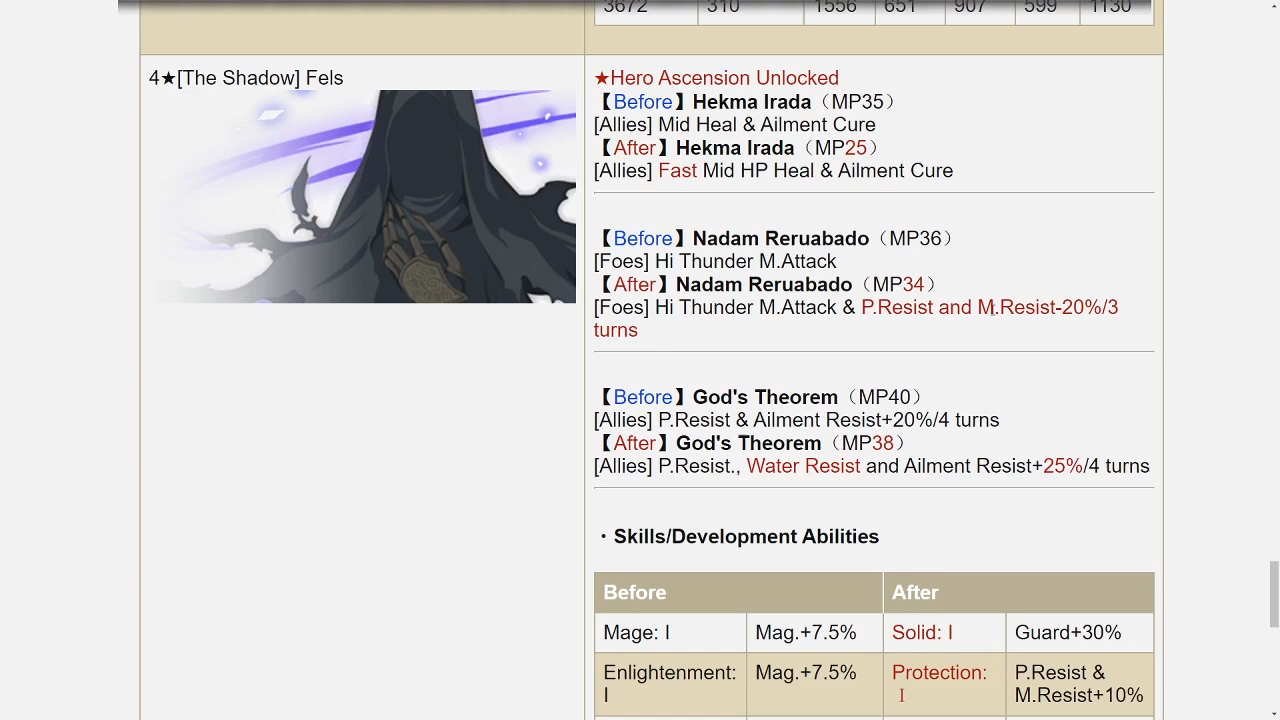 3672 310 1556 651 907 599 1130
4★[The Shadow] Fels
★Hero Ascension Unlocked
【Before】Hekma Irada（MP35）
[Allies] Mid Heal & Ailment Cure
【After】Hekma Irada（MP25）
[Allies] Fast Mid HP Heal & Ailment Cure
【Before】Nadam Reruabado（MP36）
[Foes] Hi Thunder M.Attack
【After】Nadam Reruabado（MP34）
[Foes] Hi Thunder M.Attack & P.Resist and M.Resist-20%/3
turns
【Before】God's Theorem（MP40）
[Allies] P.Resist & Ailment Resist+20%/4 turns
【After】God's Theorem（MP38）
[Allies] P.Resist., Water Resist and Ailment Resist+25%/4 turns
・Skills/Development Abilities
Before After
Mage: I Mag.+7.5% Solid: I Guard+30%
Enlightenment: I Mag.+7.5% Protection: I P.Resist & M.Resist+10%